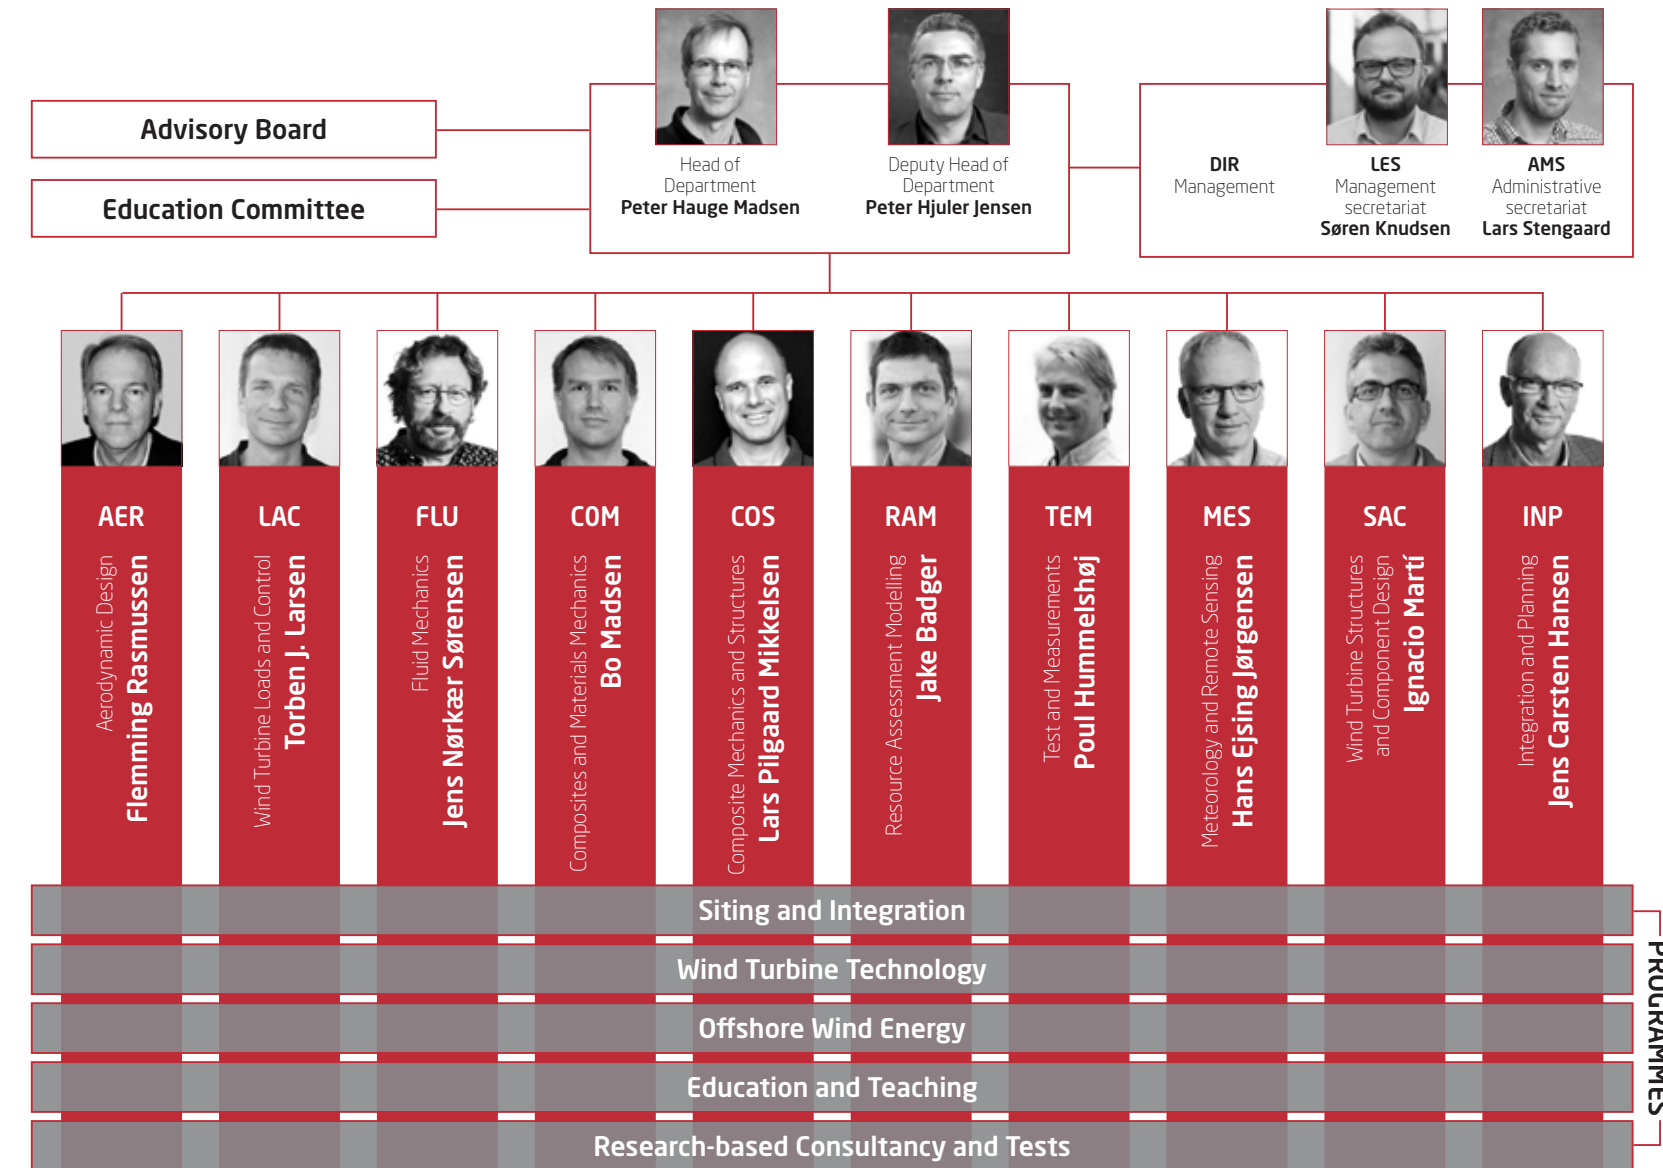 Advisory Board
Education Committee
Head of
Department
Peter Hauge Madsen
Deputy Head of
Department
Peter Hjuler Jensen
DIR
Management
LES
Management
secretariat
Søren Knudsen
AMS
Administrative
secretariat
Lars Stengaard
AER
Aerodynamic Design
Flemming Rasmussen
LAC
Wind Turbine Loads and Control
Torben J. Larsen
FLU
Fluid Mechanics
Jens Nørkær Sørensen
COM
Composites and Materials Mechanics
Bo Madsen
COS
Composite Mechanics and Structures
Lars Pilgaard Mikkelsen
RAM
Resource Assessment Modelling
Jake Badger
TEM
Test and Measurements
Poul Hummelshøj
MES
Meteorology and Remote Sensing
Hans Ejsing Jørgensen
SAC
Wind Turbine Structures
and Component Design
Ignacio Martí
INP
Integration and Planning
Jens Carsten Hansen
Siting and Integration
Wind Turbine Technology
Offshore Wind Energy
Education and Teaching
Research-based Consultancy and Tests
PROGRAMMES